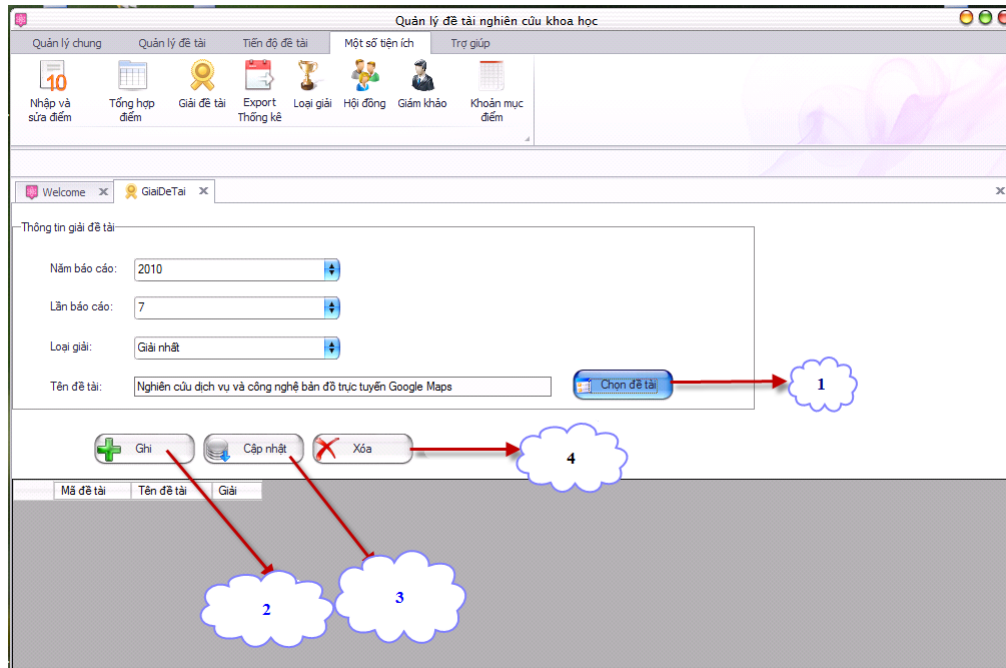 Quản lý đề tài nghiên cứu khoa học
Quản lý chung Quản lý đề tài Tiến độ đề tài Một số tiện ích Trợ giúp
10
Nhập và sửa điểm
Tổng hợp điểm
Giải đề tài
Export Thống kê
Loại giải
Hội đồng
Giám khảo
Khoản mục điểm
Welcome GiaiDeTai
Thông tin giải đề tài
Năm báo cáo: 2010
Lần báo cáo: 7
Loại giải: Giải nhất
Tên đề tài: Nghiên cứu dịch vụ và công nghệ bản đồ trực tuyến Google Maps Chọn đề tài 1
Ghi Cập nhật Xóa 4
Mã đề tài Tên đề tài Giải
2 3